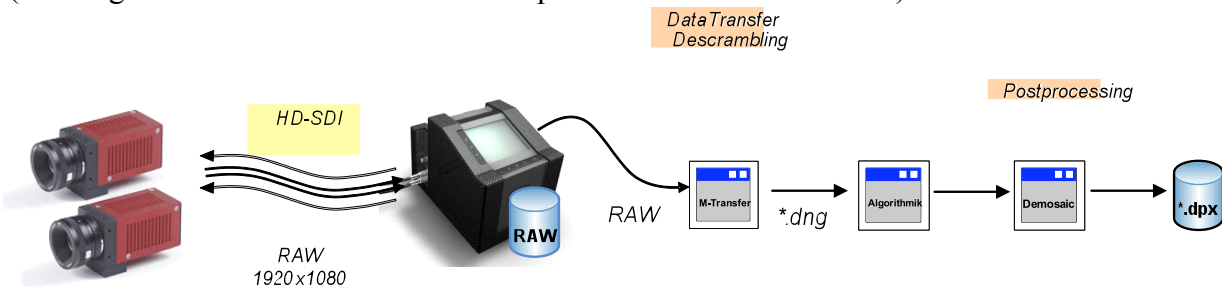 DataTransfer
Descrambling
Postprocessing
HD-SDI
RAW
1920x1080
RAW
RAW
M-Transfer
*.dng
Algorithmik
Demosaic
*.dpx